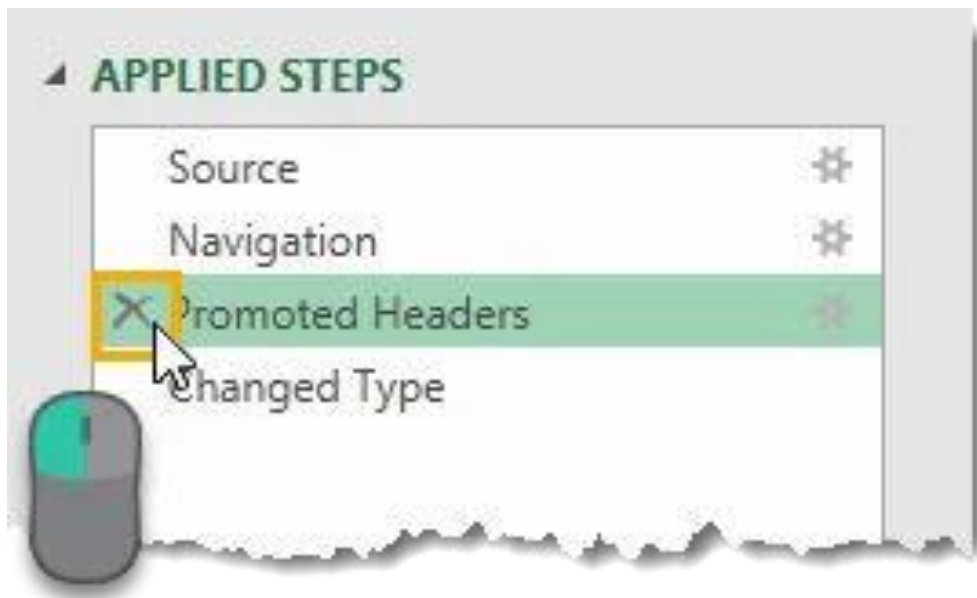 APPLIED STEPS
Source
Navigation
Promoted Headers
Changed Type